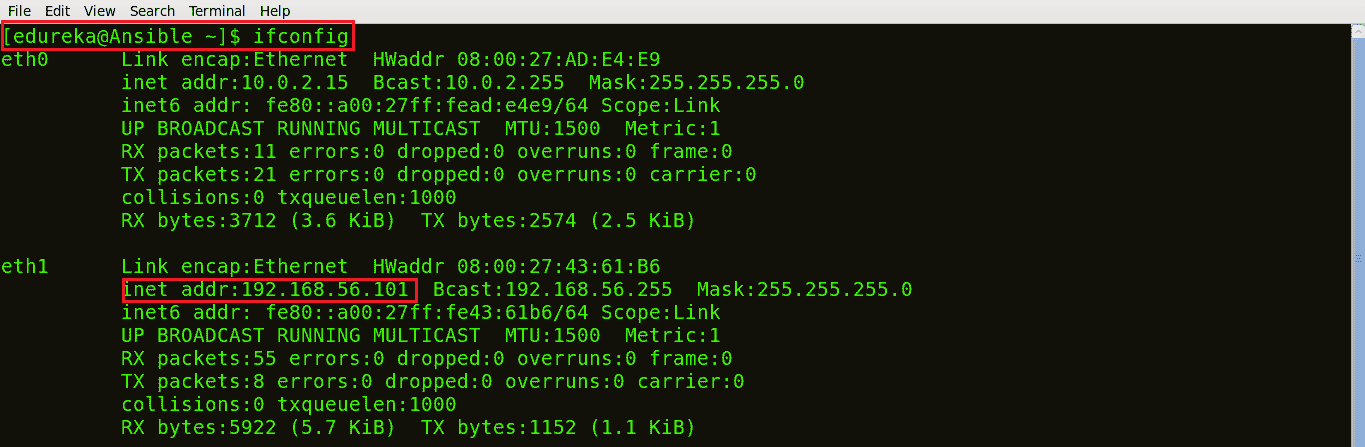 File Edit View Search Terminal Help
[edureka@Ansible ~]$ ifconfig
eth0 Link encap:Ethernet HWaddr 08:00:27:AD:E4:E9
inet addr:10.0.2.15 Bcast:10.0.2.255 Mask:255.255.255.0
inet6 addr: fe80::a00:27ff:fead:e4e9/64 Scope:Link
UP BROADCAST RUNNING MULTICAST MTU:1500 Metric:1
RX packets:11 errors:0 dropped:0 overruns:0 frame:0
TX packets:21 errors:0 dropped:0 overruns:0 carrier:0
collisions:0 txqueuelen:1000
RX bytes:3712 (3.6 KiB) TX bytes:2574 (2.5 KiB)
eth1 Link encap:Ethernet HWaddr 08:00:27:43:61:B6
inet addr:192.168.56.101 Bcast:192.168.56.255 Mask:255.255.255.0
inet6 addr: fe80::a00:27ff:fe43:61b6/64 Scope:Link
UP BROADCAST RUNNING MULTICAST MTU:1500 Metric:1
RX packets:55 errors:0 dropped:0 overruns:0 frame:0
TX packets:8 errors:0 dropped:0 overruns:0 carrier:0
collisions:0 txqueuelen:1000
RX bytes:5922 (5.7 KiB) TX bytes:1152 (1.1 KiB)